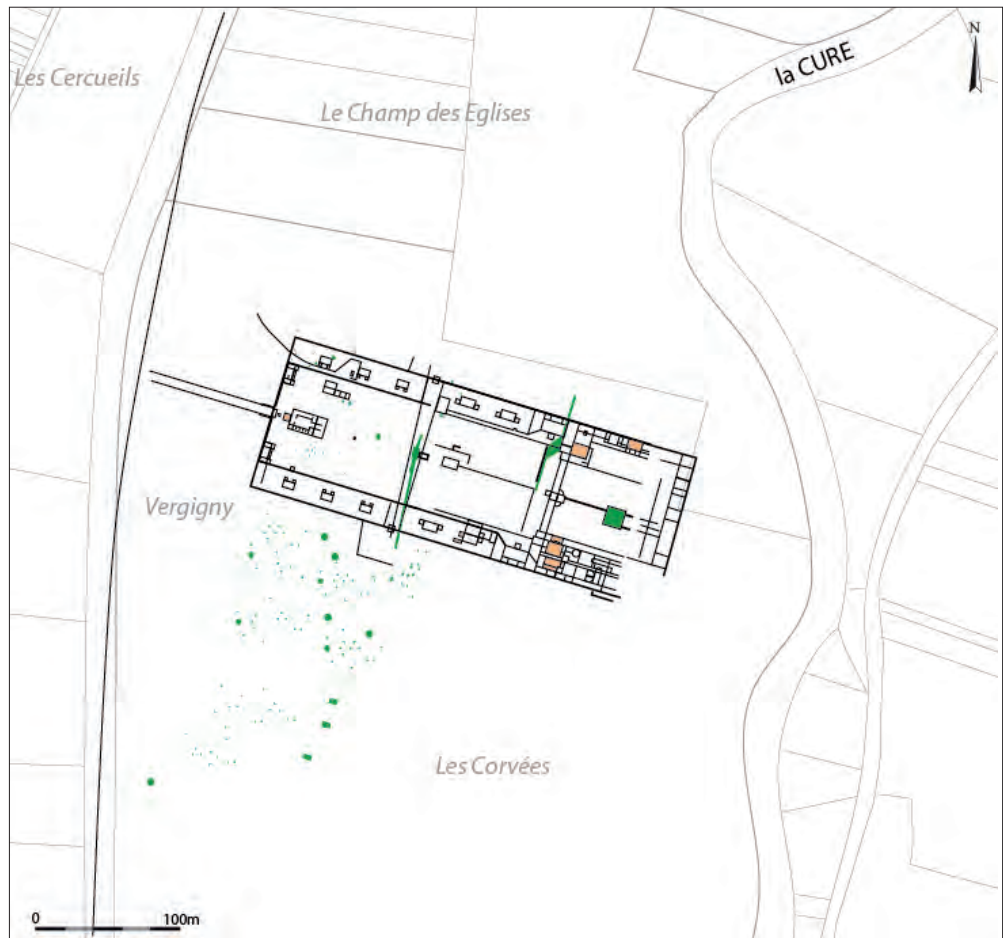 N
la CURE
Les Cercueils
Le Champ des Eglises
Vergigny
Les Corvées
0 100m